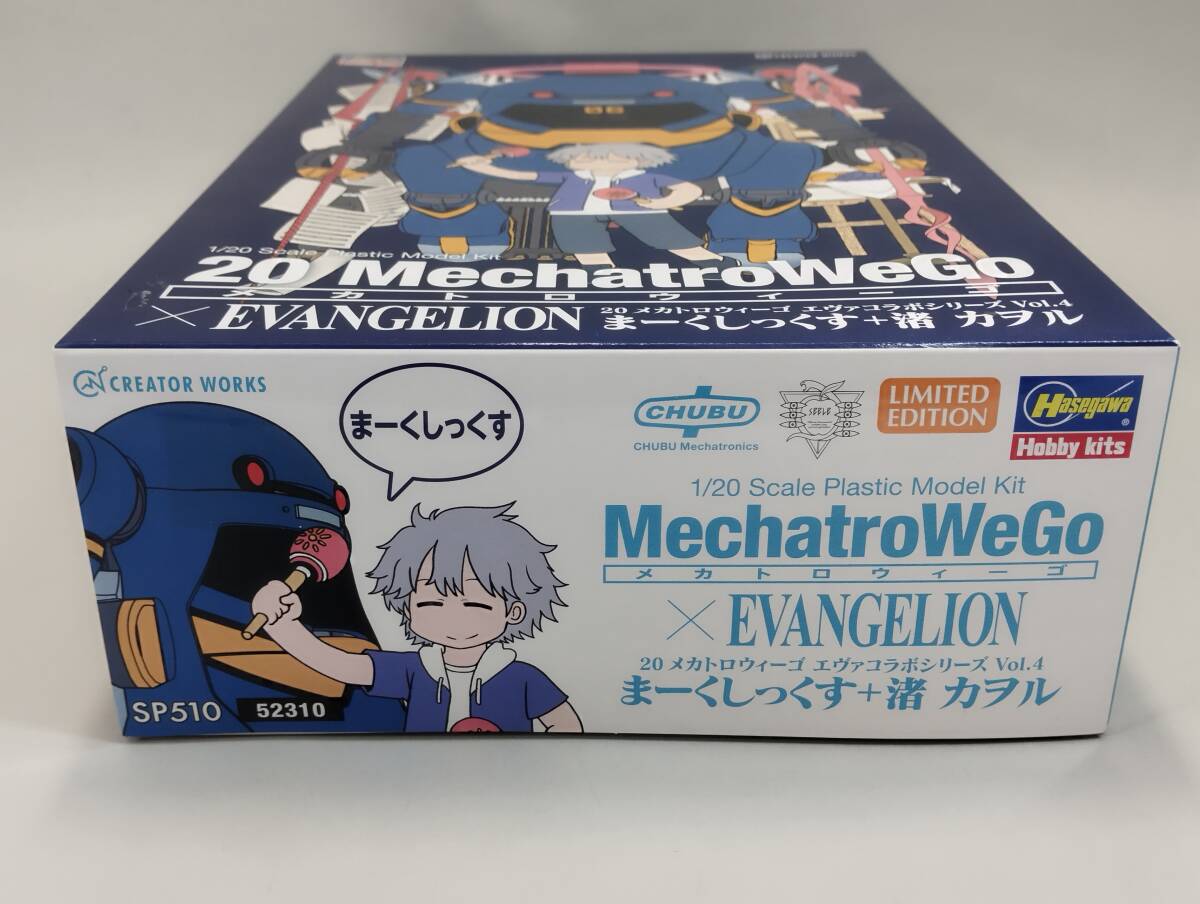 66
1/20 Scale Plastic Model Kit
20 MechatroWeGo
メカトロウィーゴ
× EVANGELION
20 メカトロウィーゴ エヴァコラボシリーズ Vol.4
まーくしっくす+渚 カヲル
CREATOR WORKS
まーくしっくす
CHUBU
CHUBU Mechatronics
SEELE
LIMITED
EDITION
Hasegawa
Hobby kits
1/20 Scale Plastic Model Kit
MechatroWeGo
メカトロウィーゴ
× EVANGELION
20 メカトロウィーゴ エヴァコラボシリーズ Vol.4
まーくしっくす+渚 カヲル
SP510 52310